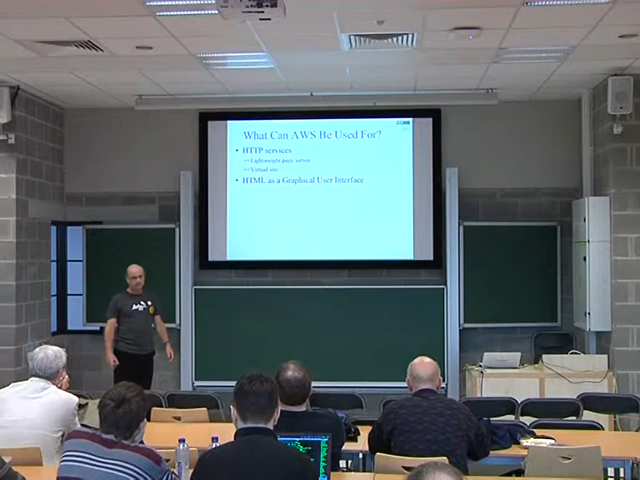 What Can AWS Be Used For?
• HTTP services
Lightweight page server
Virtual site
• HTML as a Graphical User Interface